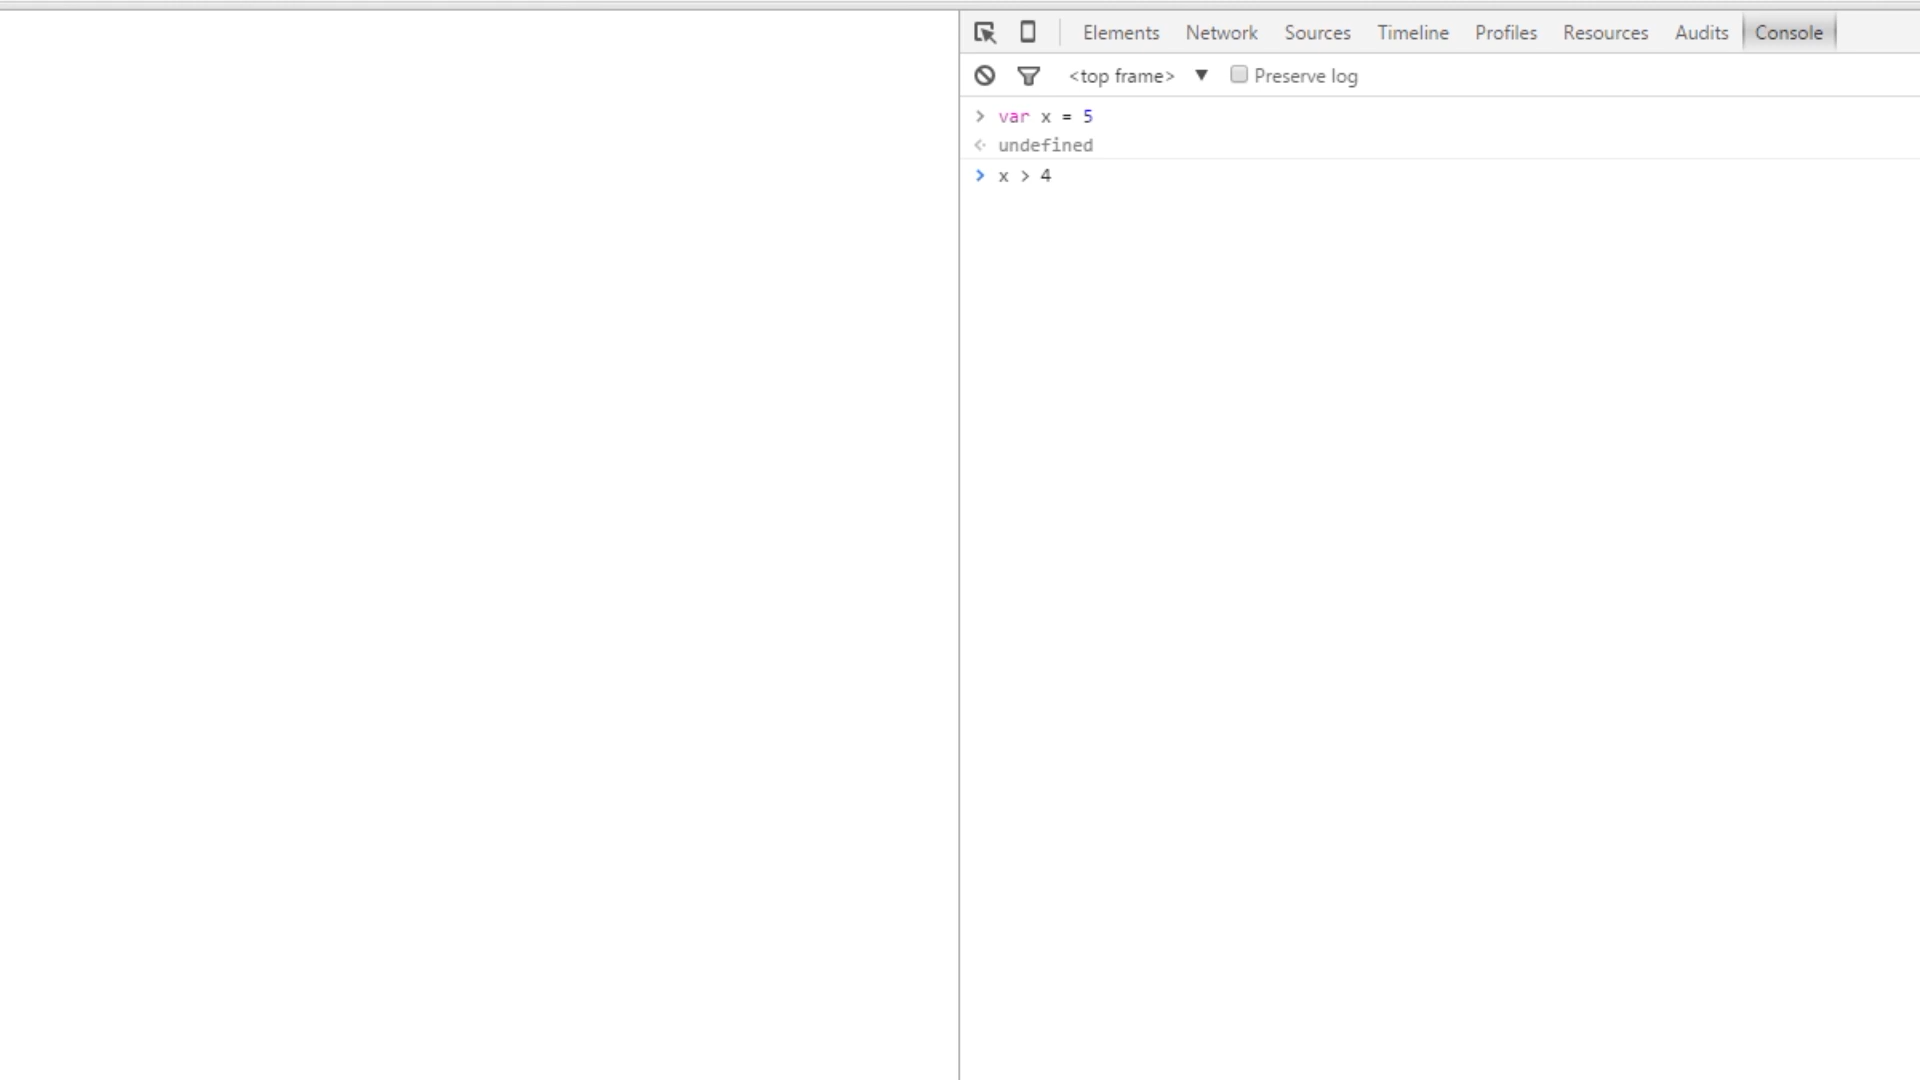 Elements Network Sources Timeline Profiles Resources Audits Console
<top frame> ▼ Preserve log
> var x = 5
undefined
> x > 4